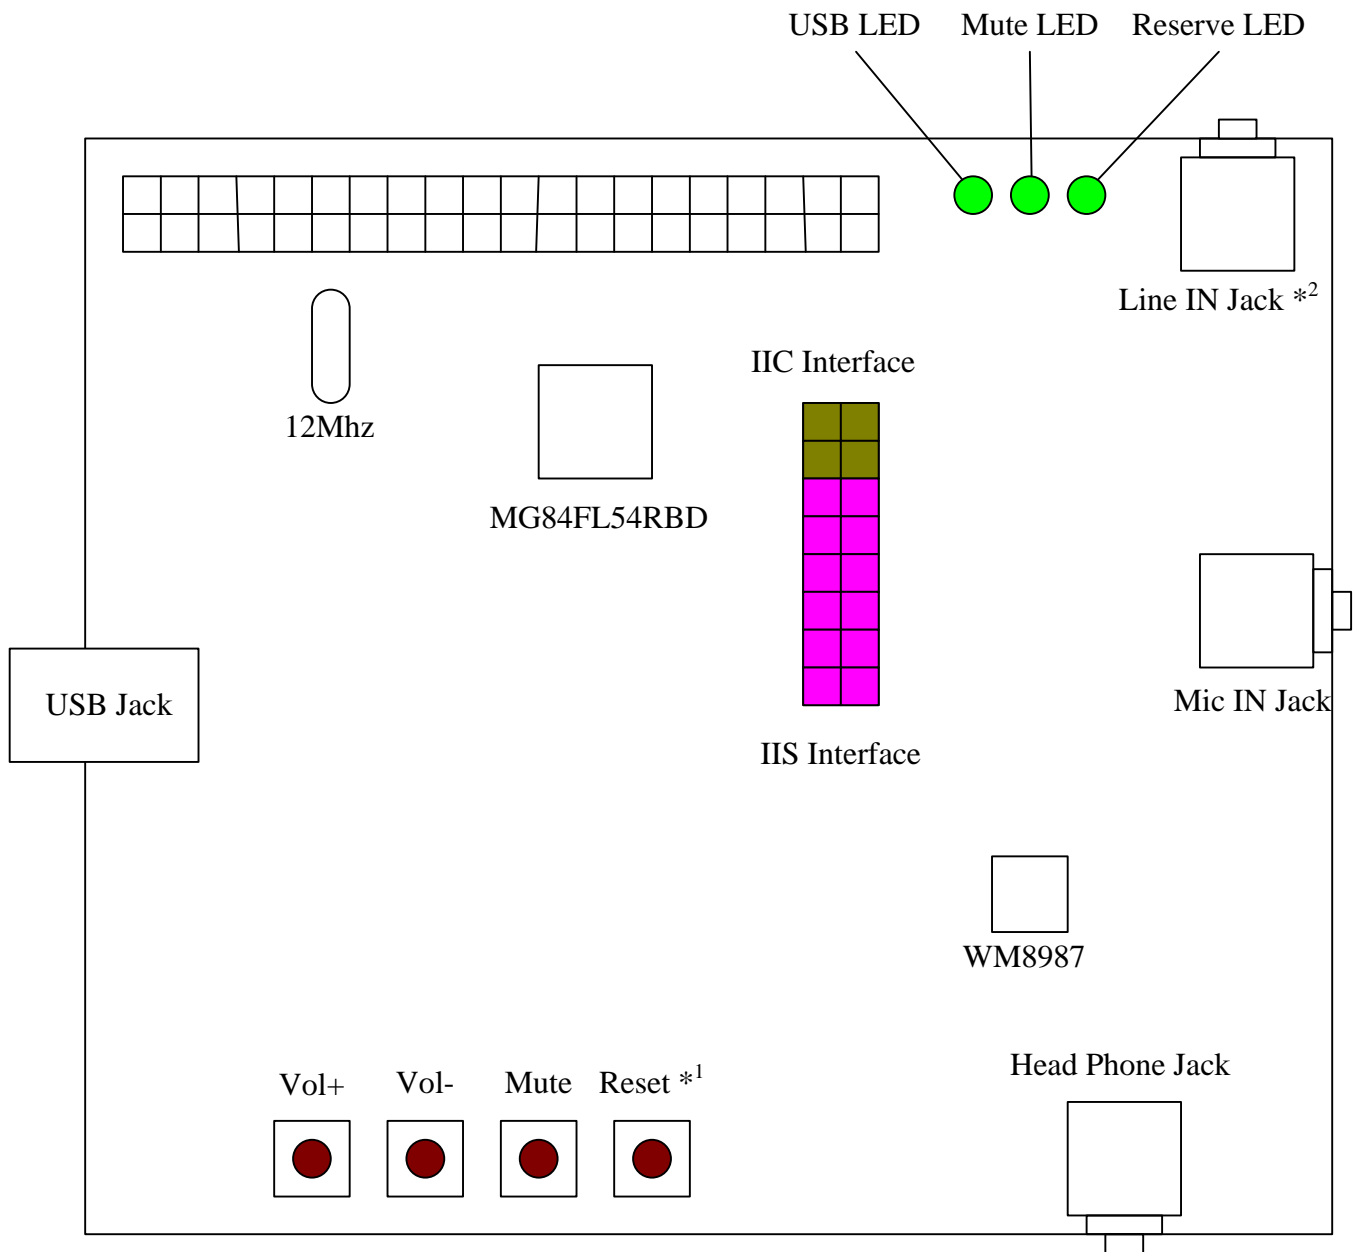 USB LED
Mute LED
Reserve LED
Line IN Jack *2
IIC Interface
12Mhz
MG84FL54RBD
USB Jack
Mic IN Jack
IIS Interface
WM8987
Head Phone Jack
Vol+
Vol-
Mute
Reset *1